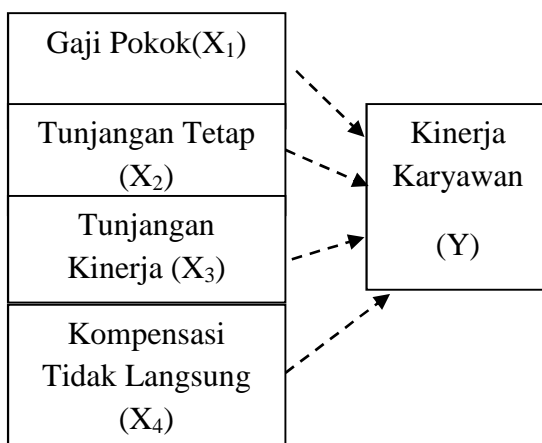 Gaji Pokok(X₁)
Tunjangan Tetap
(X₂)
Tunjangan
Kinerja (X₃)
Kompensasi
Tidak Langsung
(X₄)
Kinerja
Karyawan
(Y)